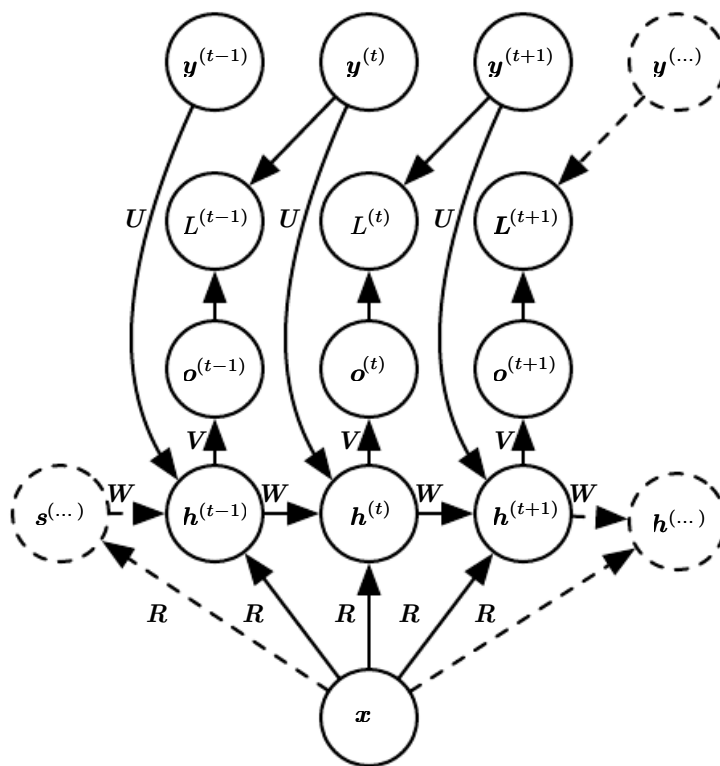 y^(t−1) y^(t) y^(t+1) y^(...)
U L^(t−1) U L^(t) U L^(t+1)
o^(t−1) o^(t) o^(t+1)
V V V
W W W W
s^(...) h^(t−1) h^(t) h^(t+1) h^(...)
R R R R R
x